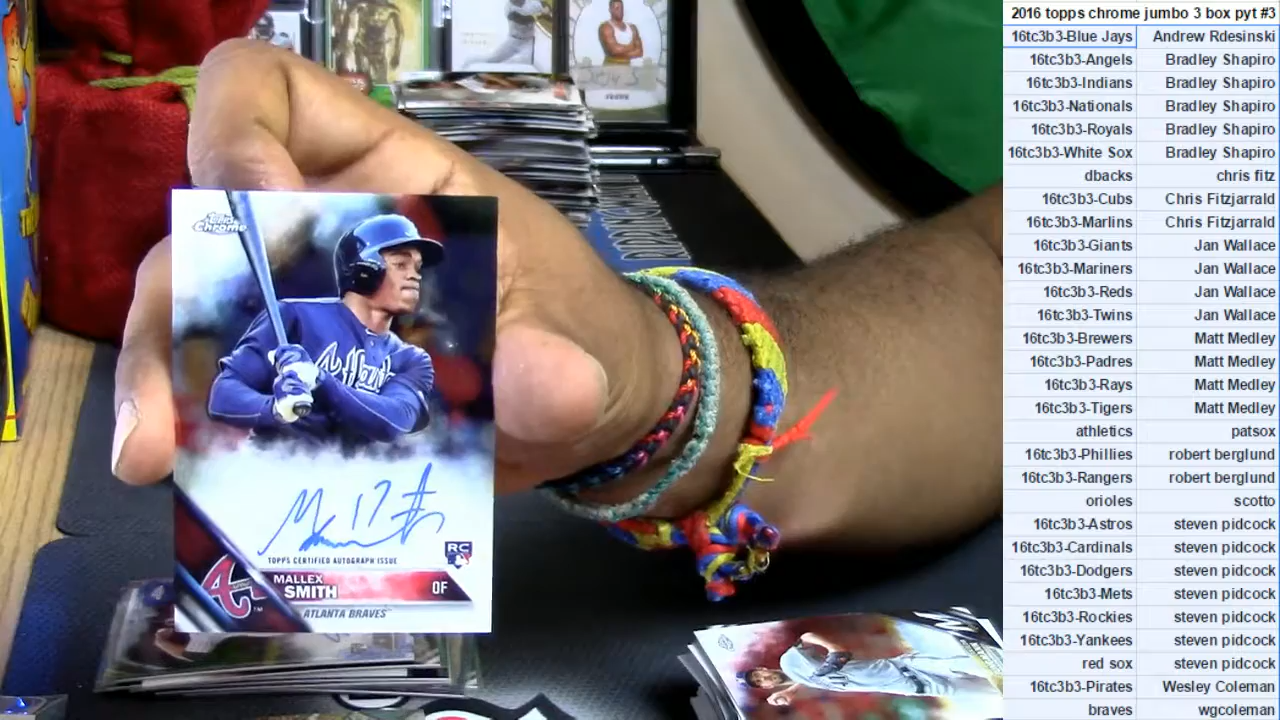 Topps
Chrome
Atlanta
TOPPS CERTIFIED AUTOGRAPH ISSUE
RC
MALLEX
SMITH
OF
ATLANTA BRAVES
2016 topps chrome jumbo 3 box pyt #3
16tc3b3-Blue Jays Andrew Rdesinski
16tc3b3-Angels Bradley Shapiro
16tc3b3-Indians Bradley Shapiro
16tc3b3-Nationals Bradley Shapiro
16tc3b3-Royals Bradley Shapiro
16tc3b3-White Sox Bradley Shapiro
dbacks chris fitz
16tc3b3-Cubs Chris Fitzjarrald
16tc3b3-Marlins Chris Fitzjarrald
16tc3b3-Giants Jan Wallace
16tc3b3-Mariners Jan Wallace
16tc3b3-Reds Jan Wallace
16tc3b3-Twins Jan Wallace
16tc3b3-Brewers Matt Medley
16tc3b3-Padres Matt Medley
16tc3b3-Rays Matt Medley
16tc3b3-Tigers Matt Medley
athletics patsox
16tc3b3-Phillies robert berglund
16tc3b3-Rangers robert berglund
orioles scotto
16tc3b3-Astros steven pidcock
16tc3b3-Cardinals steven pidcock
16tc3b3-Dodgers steven pidcock
16tc3b3-Mets steven pidcock
16tc3b3-Rockies steven pidcock
16tc3b3-Yankees steven pidcock
red sox steven pidcock
16tc3b3-Pirates Wesley Coleman
braves wgcoleman